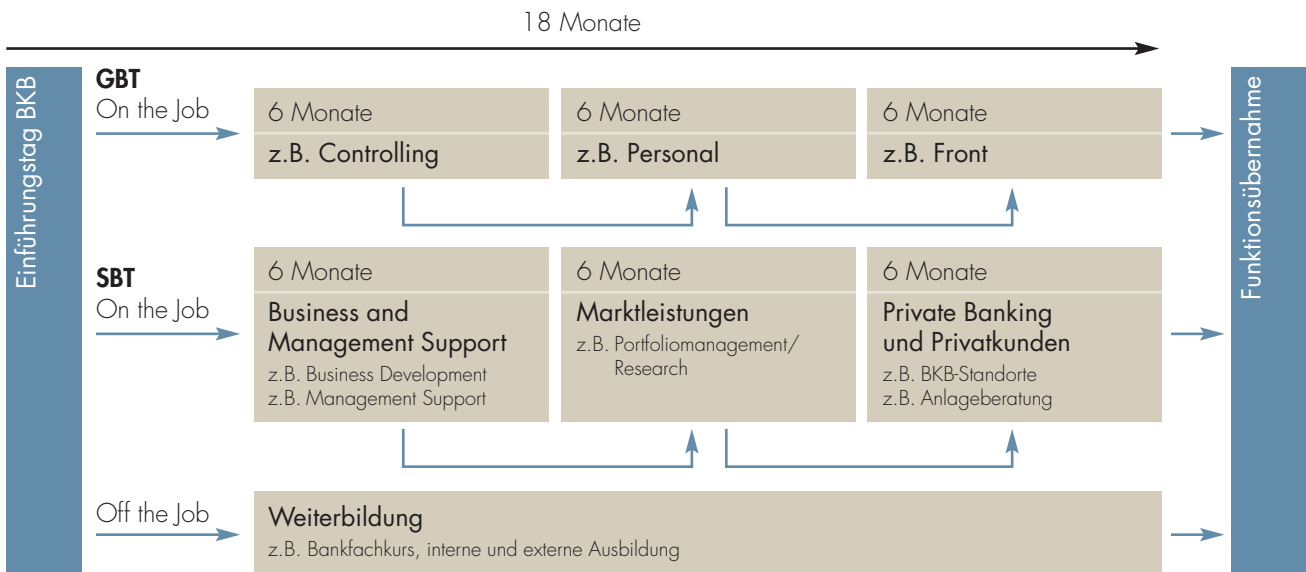 18 Monate
Einführungstag BKB
GBT
On the Job
6 Monate
z.B. Controlling
6 Monate
z.B. Personal
6 Monate
z.B. Front
SBT
On the Job
6 Monate
Business and
Management Support
z.B. Business Development
z.B. Management Support
6 Monate
Marktleistungen
z.B. Portfoliomanagement/
Research
6 Monate
Private Banking
und Privatkunden
z.B. BKB-Standorte
z.B. Anlageberatung
Off the Job
Weiterbildung
z.B. Bankfachkurs, interne und externe Ausbildung
Funktionsübernahme